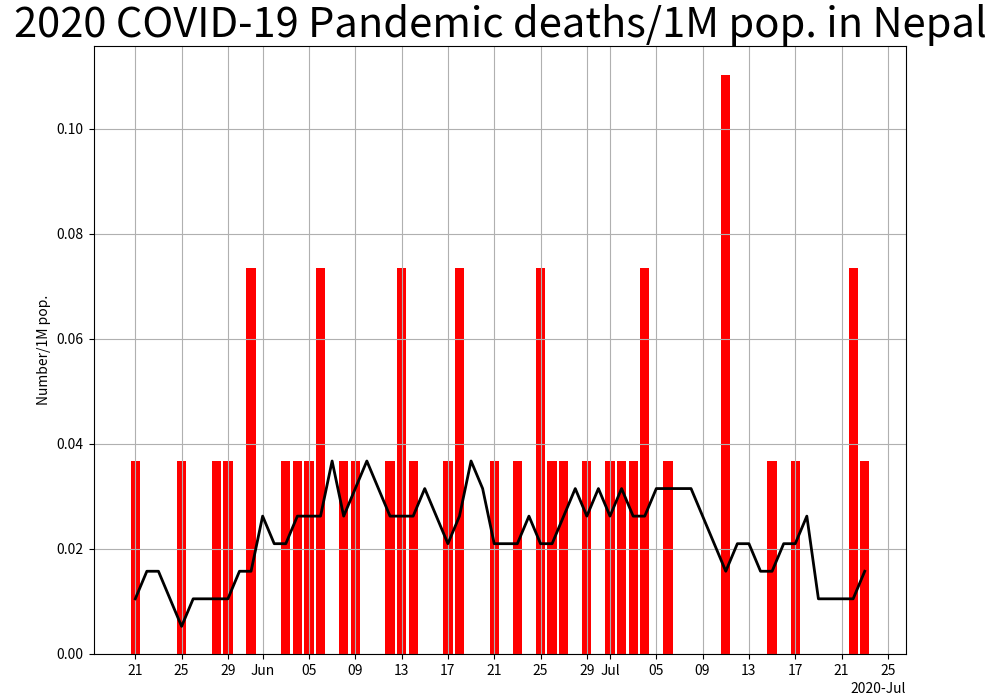 2020 COVID-19 Pandemic deaths/1M pop. in Nepal
Number/1M pop.
0.10
0.08
0.06
0.04
0.02
0.00
21 25 29 Jun 05 09 13 17 21 25 29 Jul 05 09 13 17 21 25
2020-Jul